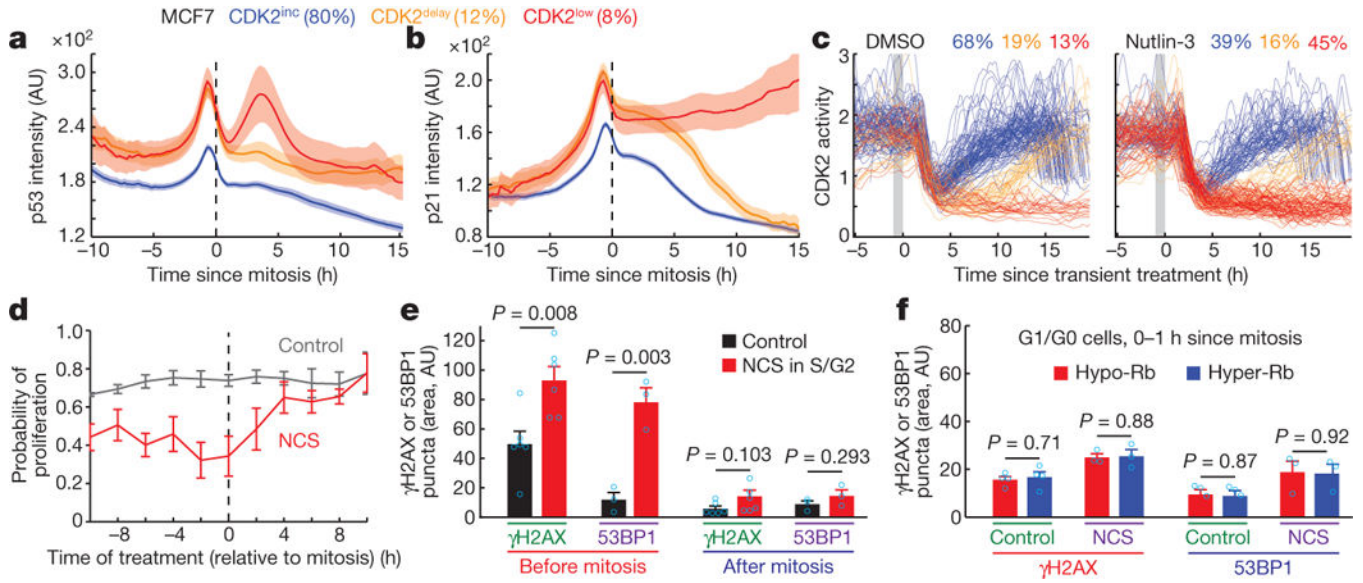 MCF7 CDK2inc (80%) CDK2delay (12%) CDK2low (8%)
a
×10²
3.0
2.4
1.8
1.2
p53 intensity (AU)
−10 −5 0 5 10 15
Time since mitosis (h)
b
×10²
2.0
1.6
1.2
0.8
p21 intensity (AU)
−10 −5 0 5 10 15
Time since mitosis (h)
c
DMSO 68% 19% 13%
Nutlin-3 39% 16% 45%
3
2
1
0
CDK2 activity
−5 0 5 10 15
−5 0 5 10 15
Time since transient treatment (h)
d
1.0
0.8
0.6
0.4
0.2
0
Probability of
proliferation
Control
NCS
−8 −4 0 4 8
Time of treatment (relative to mitosis) (h)
e
120
100
80
60
40
20
0
γH2AX or 53BP1
puncta (area, AU)
P = 0.008
P = 0.003
P = 0.103
P = 0.293
Control
NCS in S/G2
γH2AX 53BP1 γH2AX 53BP1
Before mitosis After mitosis
f
G1/G0 cells, 0–1 h since mitosis
Hypo-Rb Hyper-Rb
80
60
40
20
0
γH2AX or 53BP1
puncta (area, AU)
P = 0.71
P = 0.88
P = 0.87
P = 0.92
Control NCS Control NCS
γH2AX 53BP1